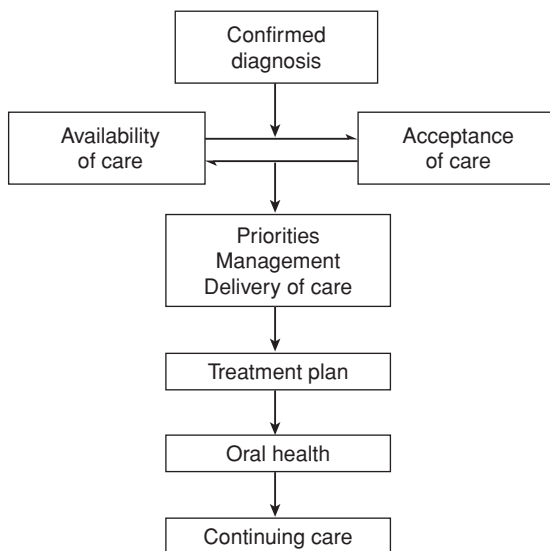 Confirmed
diagnosis
Availability
of care
Acceptance
of care
Priorities
Management
Delivery of care
Treatment plan
Oral health
Continuing care